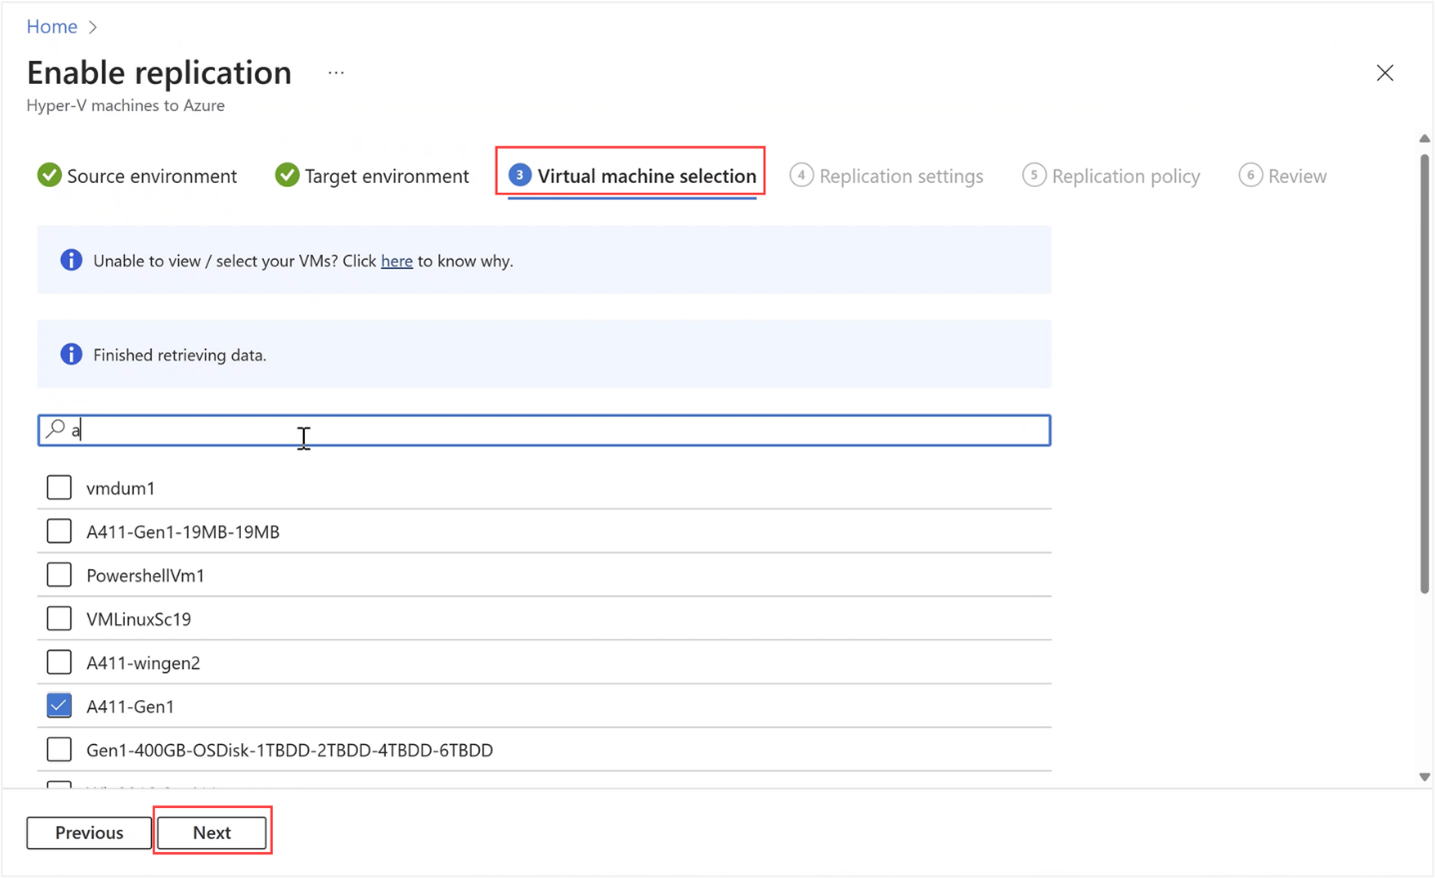 Home >
Enable replication ...
Hyper-V machines to Azure
Source environment Target environment 3 Virtual machine selection 4 Replication settings 5 Replication policy 6 Review
Unable to view / select your VMs? Click here to know why.
Finished retrieving data.
a
vmdum1
A411-Gen1-19MB-19MB
PowershellVm1
VMLinuxSc19
A411-wingen2
A411-Gen1
Gen1-400GB-OSDisk-1TBDD-2TBDD-4TBDD-6TBDD
Previous Next